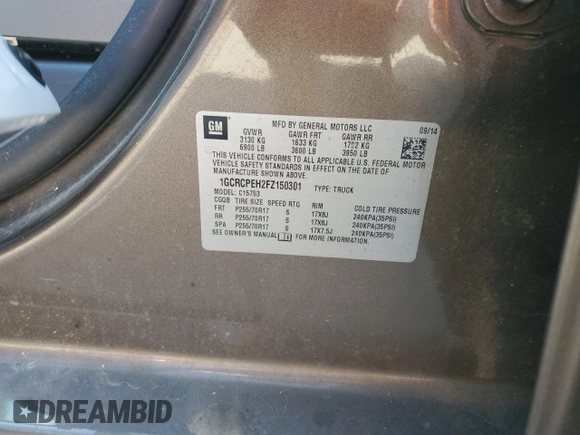 GM
MFD BY GENERAL MOTORS LLC 09/14
GVWR GAWR FRT GAWR RR
3130 KG 1633 KG 1792 KG
6900 LB 3600 LB 3950 LB
THIS VEHICLE CONFORMS TO ALL APPLICABLE U.S. FEDERAL MOTOR
VEHICLE SAFETY STANDARDS IN EFFECT ON THE DATE OF
MANUFACTURE SHOWN ABOVE.
1GCRCPEH2FZ150301 TYPE: TRUCK
MODEL: C15753
CGQB TIRE SIZE SPEED RTG RIM COLD TIRE PRESSURE
FRT P255/70R17 S 17X8J 240KPA(35PSI)
RR P255/70R17 S 17X8J 240KPA(35PSI)
SPA P255/70R17 S 17X7.5J 240KPA(35PSI)
SEE OWNER'S MANUAL FOR MORE INFORMATION.
DREAMBID